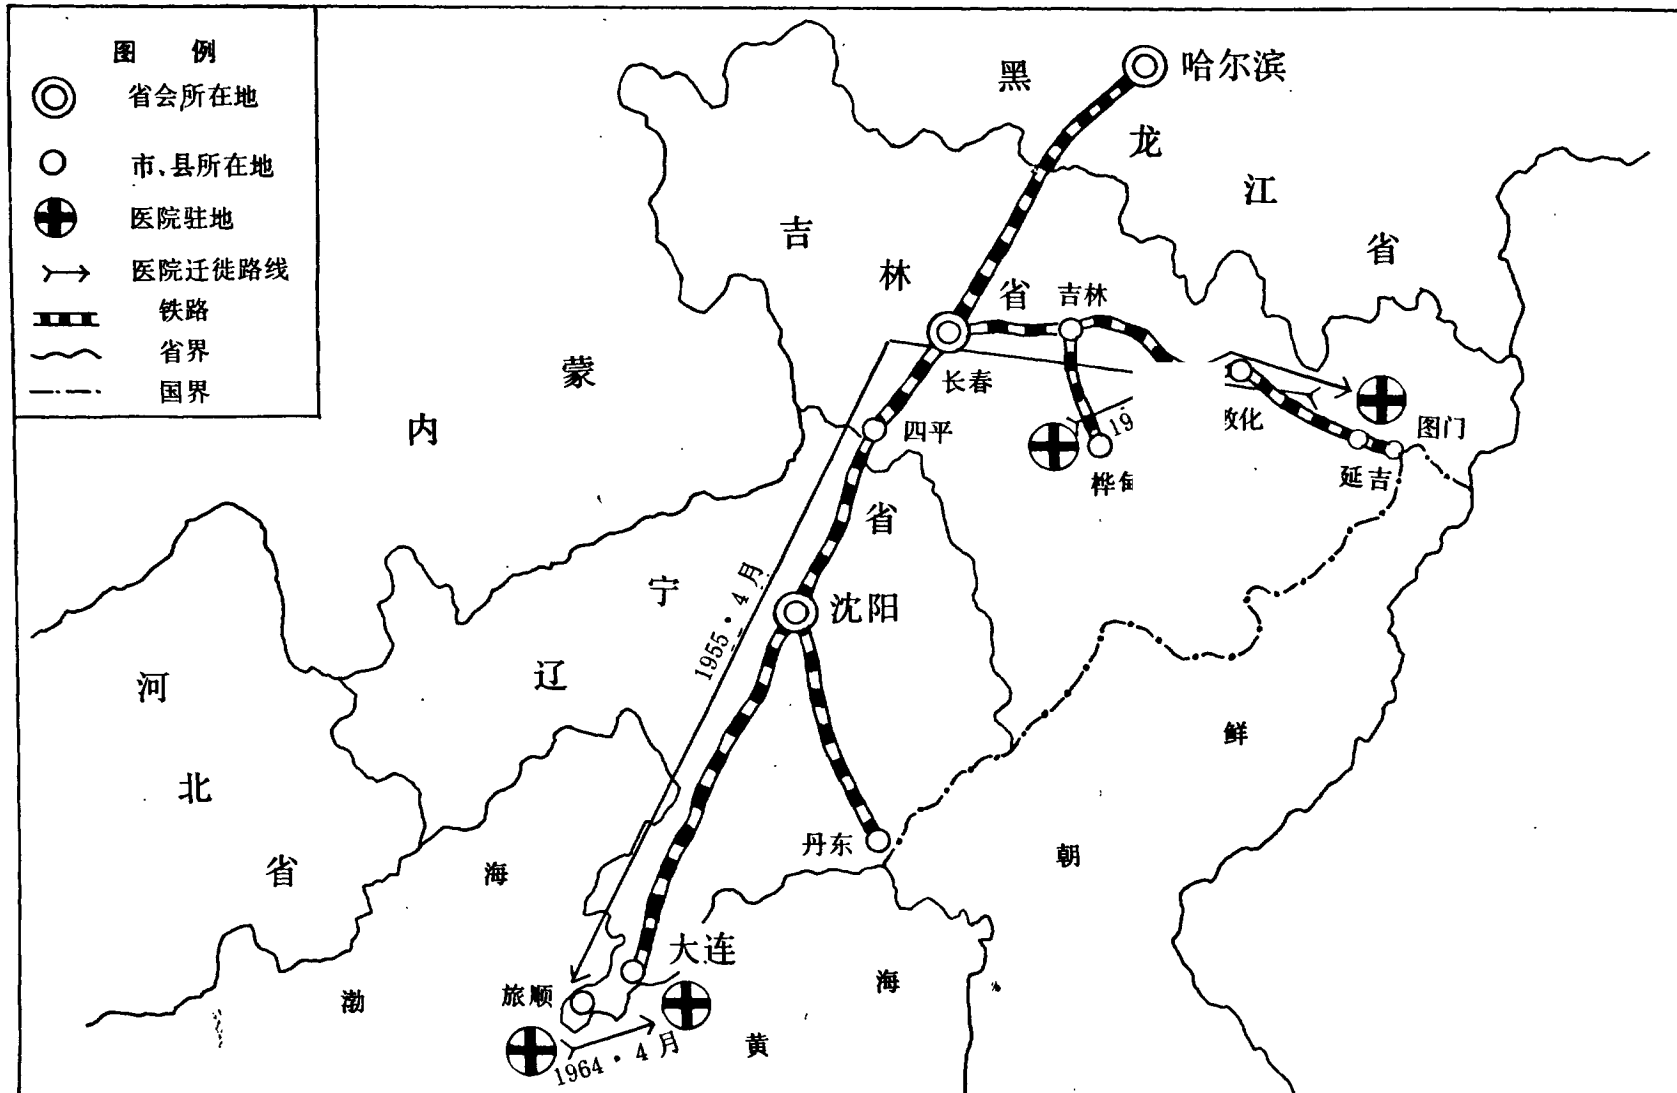 图 例
省会所在地
市、县所在地
医院驻地
医院迁徙路线
铁路
省界
国界
哈尔滨
黑
龙
江
省
吉
林
省
吉林
长春
四平
桦甸
19
敦化
图门
延吉
内
蒙
省
宁
辽
沈阳
1955·4月
河
北
省
丹东
鲜
朝
海
渤
大连
旅顺
1964·4月
海
黄